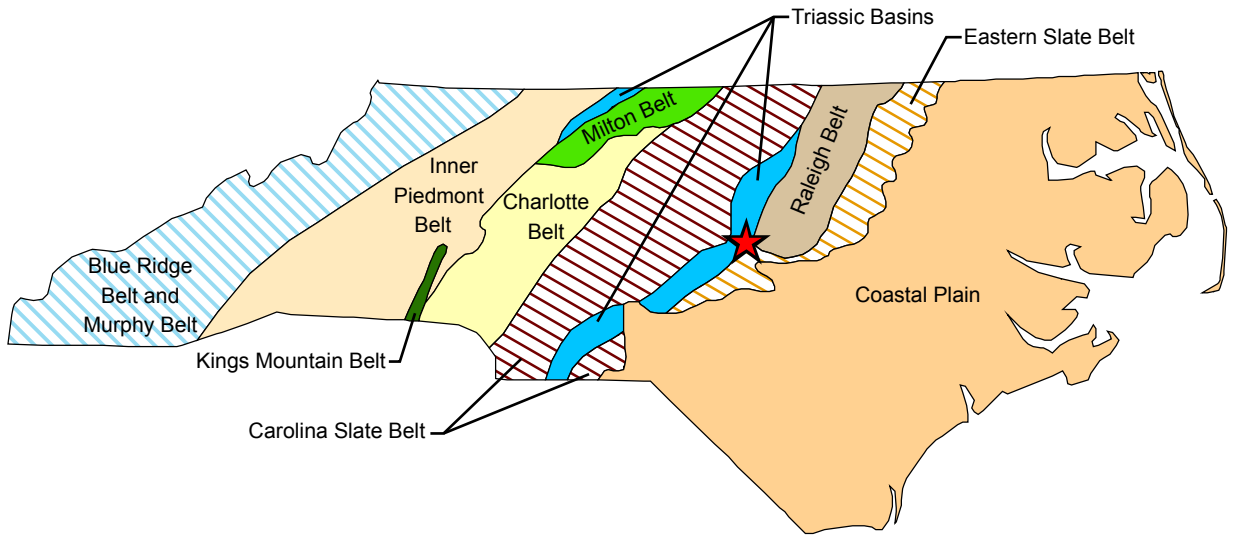 Triassic Basins
Eastern Slate Belt
Milton Belt
Raleigh Belt
Inner
Piedmont
Belt
Charlotte
Belt
Blue Ridge
Belt and
Murphy Belt
Coastal Plain
Kings Mountain Belt
Carolina Slate Belt